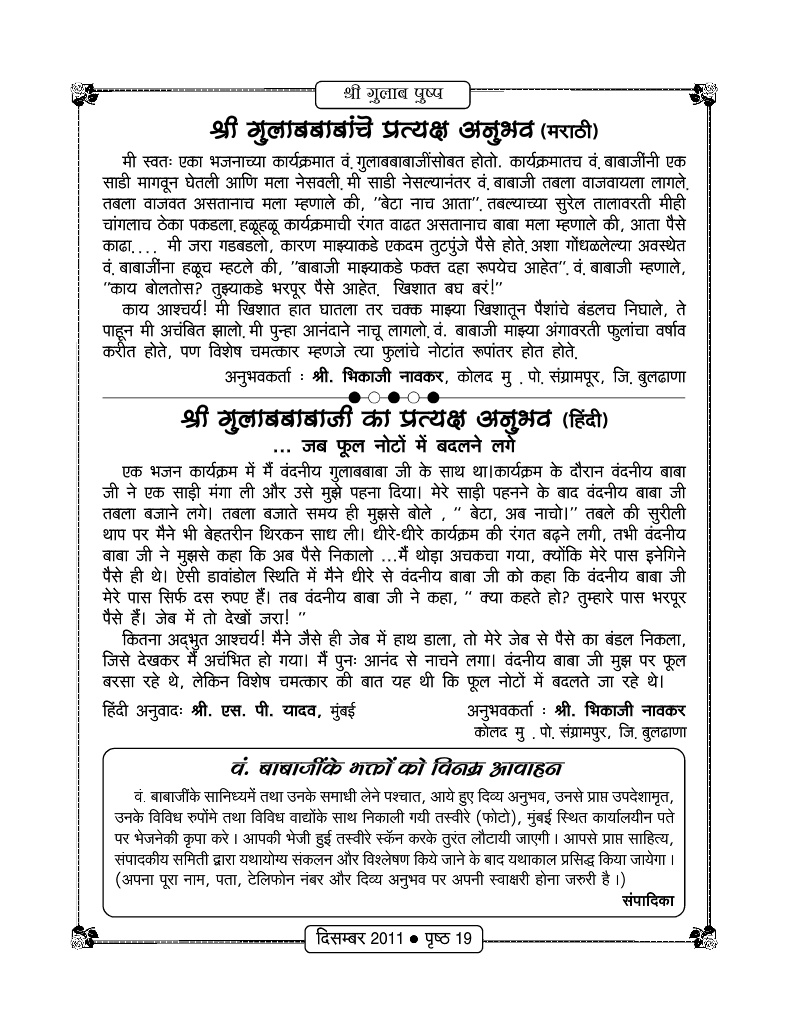 श्री गुलाब पुष्प
श्री गुलाबबाबांचे प्रत्यक्ष अनुभव (मराठी)
मी स्वतः एका भजनाच्या कार्यक्रमात वं. गुलाबबाबाजींसोबत होतो. कार्यक्रमातच वं. बाबाजींनी एक
साडी मागवून घेतली आणि मला नेसवली. मी साडी नेसल्यानंतर वं. बाबाजी तबला वाजवायला लागले.
तबला वाजवत असतानाच मला म्हणाले की, "बेटा नाच आता". तबल्याच्या सुरेल तालावरती मीही
चांगलाच ठेका पकडला. हळूहळू कार्यक्रमाची रंगत वाढत असतानाच बाबा मला म्हणाले की, आता पैसे
काढा.... मी जरा गडबडलो, कारण माझ्याकडे एकदम तुटपुंजे पैसे होते. अशा गोंधळलेल्या अवस्थेत
वं. बाबाजींना हळूच म्हटले की, "बाबाजी माझ्याकडे फक्त दहा रूपयेच आहेत". वं. बाबाजी म्हणाले,
"काय बोलतोस? तुझ्याकडे भरपूर पैसे आहेत. खिशात बघ बरं!"
काय आश्चर्य! मी खिशात हात घातला तर चक्क माझ्या खिशातून पैशांचे बंडलच निघाले, ते
पाहून मी अचंबित झालो. मी पुन्हा आनंदाने नाचू लागलो. वं. बाबाजी माझ्या अंगावरती फुलांचा वर्षाव
करीत होते, पण विशेष चमत्कार म्हणजे त्या फुलांचे नोटांत रूपांतर होत होते.
अनुभवकर्ता : श्री. भिकाजी नावकर, कोलद मु . पो. संग्रामपूर, जि. बुलढाणा
श्री गुलाबबाबाजी का प्रत्यक्ष अनुभव (हिंदी)
... जब फूल नोटों में बदलने लगे
एक भजन कार्यक्रम में मैं वंदनीय गुलाबबाबा जी के साथ था।कार्यक्रम के दौरान वंदनीय बाबा
जी ने एक साड़ी मंगा ली और उसे मुझे पहना दिया। मेरे साड़ी पहनने के बाद वंदनीय बाबा जी
तबला बजाने लगे। तबला बजाते समय ही मुझसे बोले , " बेटा, अब नाचो।" तबले की सुरीली
थाप पर मैने भी बेहतरीन थिरकन साध ली। धीरे-धीरे कार्यक्रम की रंगत बढ़ने लगी, तभी वंदनीय
बाबा जी ने मुझसे कहा कि अब पैसे निकालो ...मैं थोड़ा अचकचा गया, क्योंकि मेरे पास इनेगिने
पैसे ही थे। ऐसी डावांडोल स्थिति में मैने धीरे से वंदनीय बाबा जी को कहा कि वंदनीय बाबा जी
मेरे पास सिर्फ दस रुपए हैं। तब वंदनीय बाबा जी ने कहा, " क्या कहते हो? तुम्हारे पास भरपूर
पैसे हैं। जेब में तो देखों जरा! "
कितना अद्‌भुत आश्चर्य! मैने जैसे ही जेब में हाथ डाला, तो मेरे जेब से पैसे का बंडल निकला,
जिसे देखकर मैं अचंभित हो गया। मैं पुनः आनंद से नाचने लगा। वंदनीय बाबा जी मुझ पर फूल
बरसा रहे थे, लेकिन विशेष चमत्कार की बात यह थी कि फूल नोटों में बदलते जा रहे थे।
हिंदी अनुवादः श्री. एस. पी. यादव, मुंबई
अनुभवकर्ता : श्री. भिकाजी नावकर
कोलद मु . पो. संग्रामपुर, जि. बुलढाणा
वं. बाबाजींके भक्तों को विनम्र आवाहन
वं. बाबाजींके सानिध्यमें तथा उनके समाधी लेने पश्चात, आये हुए दिव्य अनुभव, उनसे प्राप्त उपदेशामृत,
उनके विविध रुपोंमे तथा विविध वाद्योंके साथ निकाली गयी तस्वीरे (फोटो), मुंबई स्थित कार्यालयीन पते
पर भेजनेकी कृपा करे । आपकी भेजी हुई तस्वीरे स्कॅन करके तुरंत लौटायी जाएगी । आपसे प्राप्त साहित्य,
संपादकीय समिती द्वारा यथायोग्य संकलन और विश्लेषण किये जाने के बाद यथाकाल प्रसिद्ध किया जायेगा ।
(अपना पूरा नाम, पता, टेलिफोन नंबर और दिव्य अनुभव पर अपनी स्वाक्षरी होना जरुरी है ।)
संपादिका
दिसम्बर 2011 ● पृष्ठ 19